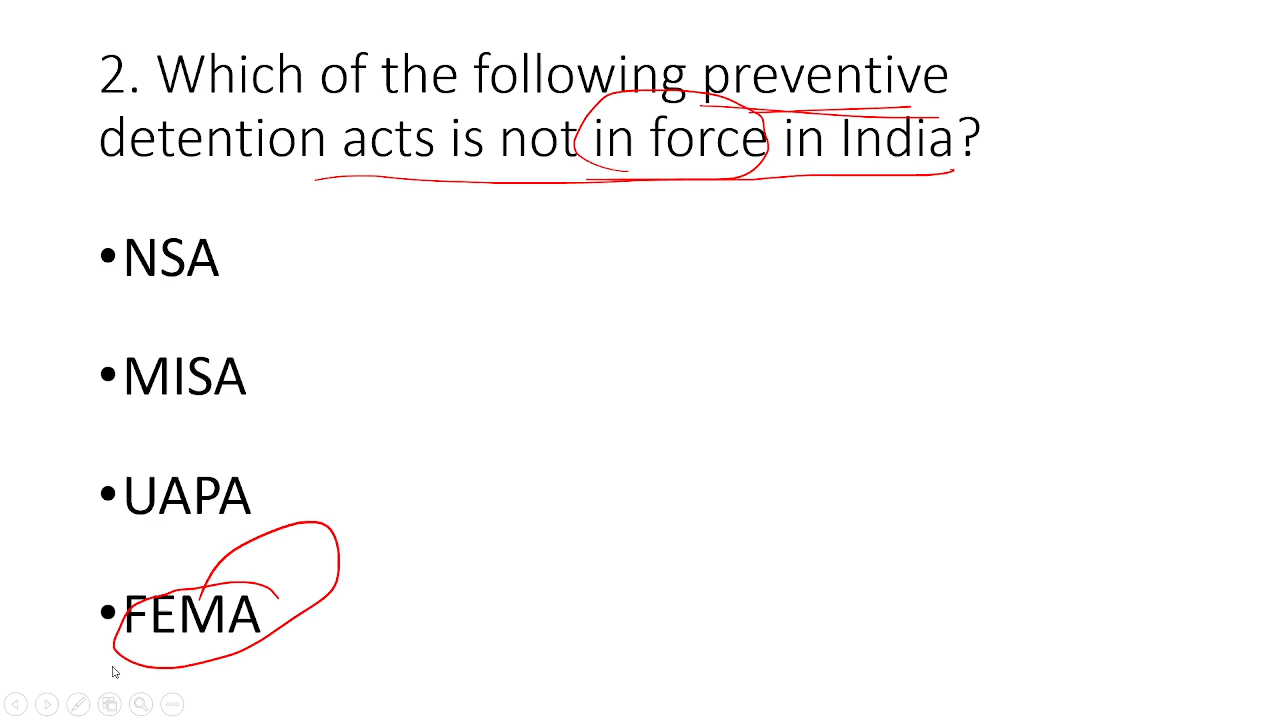 2. Which of the following preventive
detention acts is not in force in India?
•NSA
•MISA
•UAPA
•FEMA